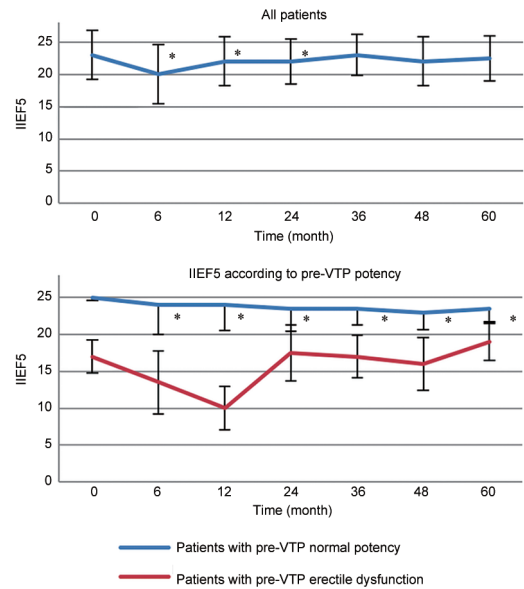 All patients
25
20
15
10
5
0
IIEF5
* * *
0 6 12 24 36 48 60
Time (month)
IIEF5 according to pre-VTP potency
25
20
15
10
5
0
IIEF5
* * * * * *
0 6 12 24 36 48 60
Time (month)
Patients with pre-VTP normal potency
Patients with pre-VTP erectile dysfunction